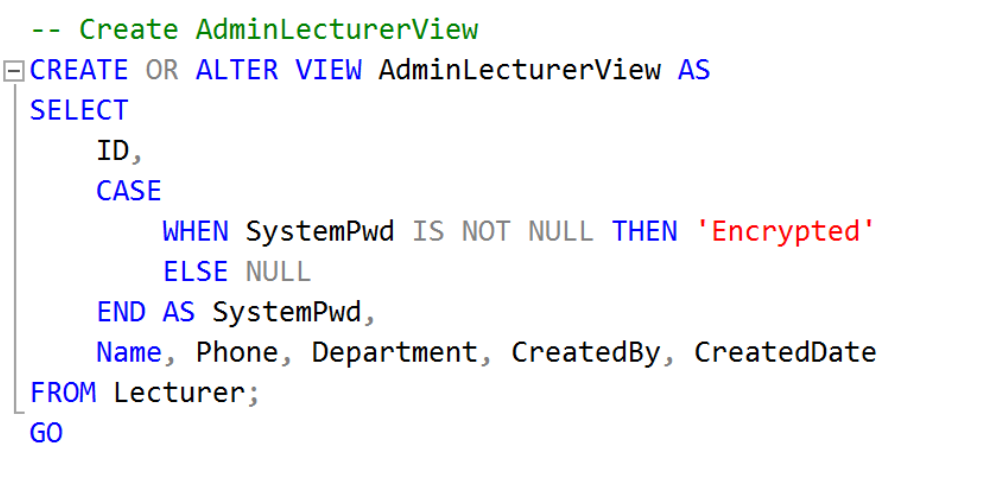 -- Create AdminLecturerView
CREATE OR ALTER VIEW AdminLecturerView AS
SELECT
    ID,
    CASE
        WHEN SystemPwd IS NOT NULL THEN 'Encrypted'
        ELSE NULL
    END AS SystemPwd,
    Name, Phone, Department, CreatedBy, CreatedDate
FROM Lecturer;
GO